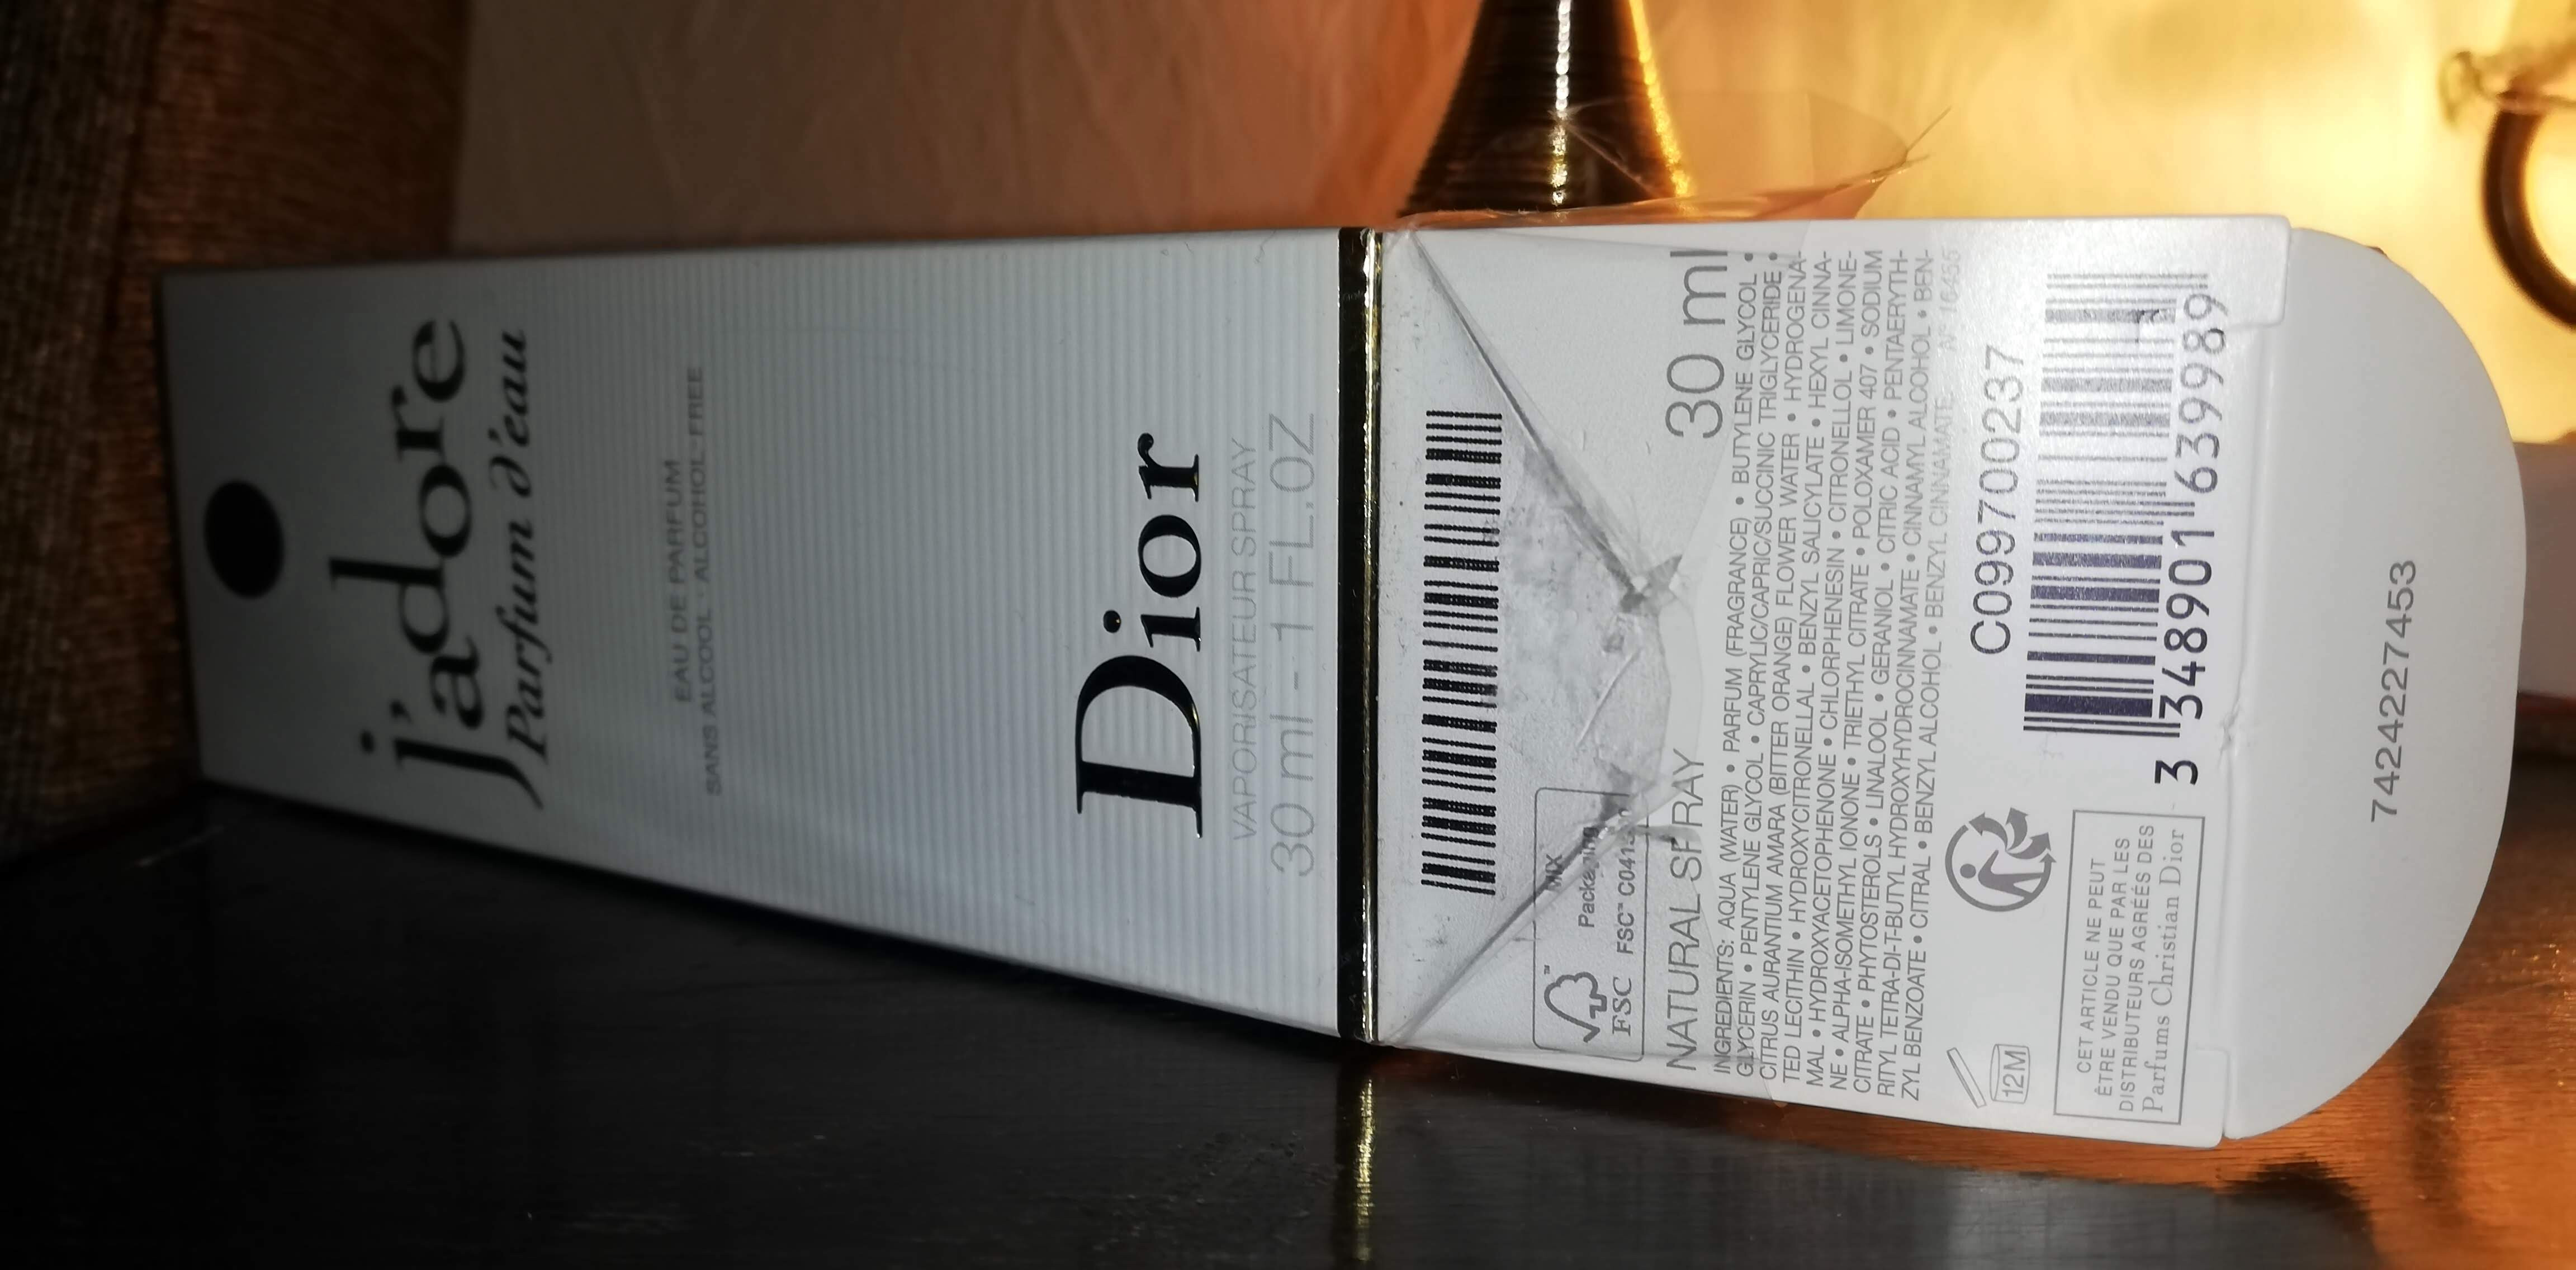 j'adore
Parfum d'eau
EAU DE PARFUM
SANS ALCOOL - ALCOHOL-FREE
Dior
VAPORISATEUR SPRAY
30 ml - 1 FL.OZ
MIX
Packaging
FSC™ C041
FSC
NATURAL SPRAY 30 ml
INGREDIENTS: AQUA (WATER) • PARFUM (FRAGRANCE) • BUTYLENE GLYCOL •
GLYCERIN • PENTYLENE GLYCOL • CAPRYLIC/CAPRIC/SUCCINIC TRIGLYCERIDE •
CITRUS AURANTIUM AMARA (BITTER ORANGE) FLOWER WATER • HYDROGENA-
TED LECITHIN • HYDROXYCITRONELLAL • BENZYL SALICYLATE • HEXYL CINNA-
MAL • HYDROXYACETOPHENONE • CHLORPHENESIN • CITRONELLOL • LIMONE-
NE • ALPHA-ISOMETHYL IONONE • TRIETHYL CITRATE • POLOXAMER 407 • SODIUM
CITRATE • PHYTOSTEROLS • LINALOOL • GERANIOL • CITRIC ACID • PENTAERYTH-
RITYL TETRA-DI-T-BUTYL HYDROXYHYDROCINNAMATE • CINNAMYL ALCOHOL • BEN-
ZYL BENZOATE • CITRAL • BENZYL ALCOHOL • BENZYL CINNAMATE N° 16455
C099700237
12M
CET ARTICLE NE PEUT
ÊTRE VENDU QUE PAR LES
DISTRIBUTEURS AGRÉÉS DES
Parfums Christian Dior
3 348901 639989
742427453